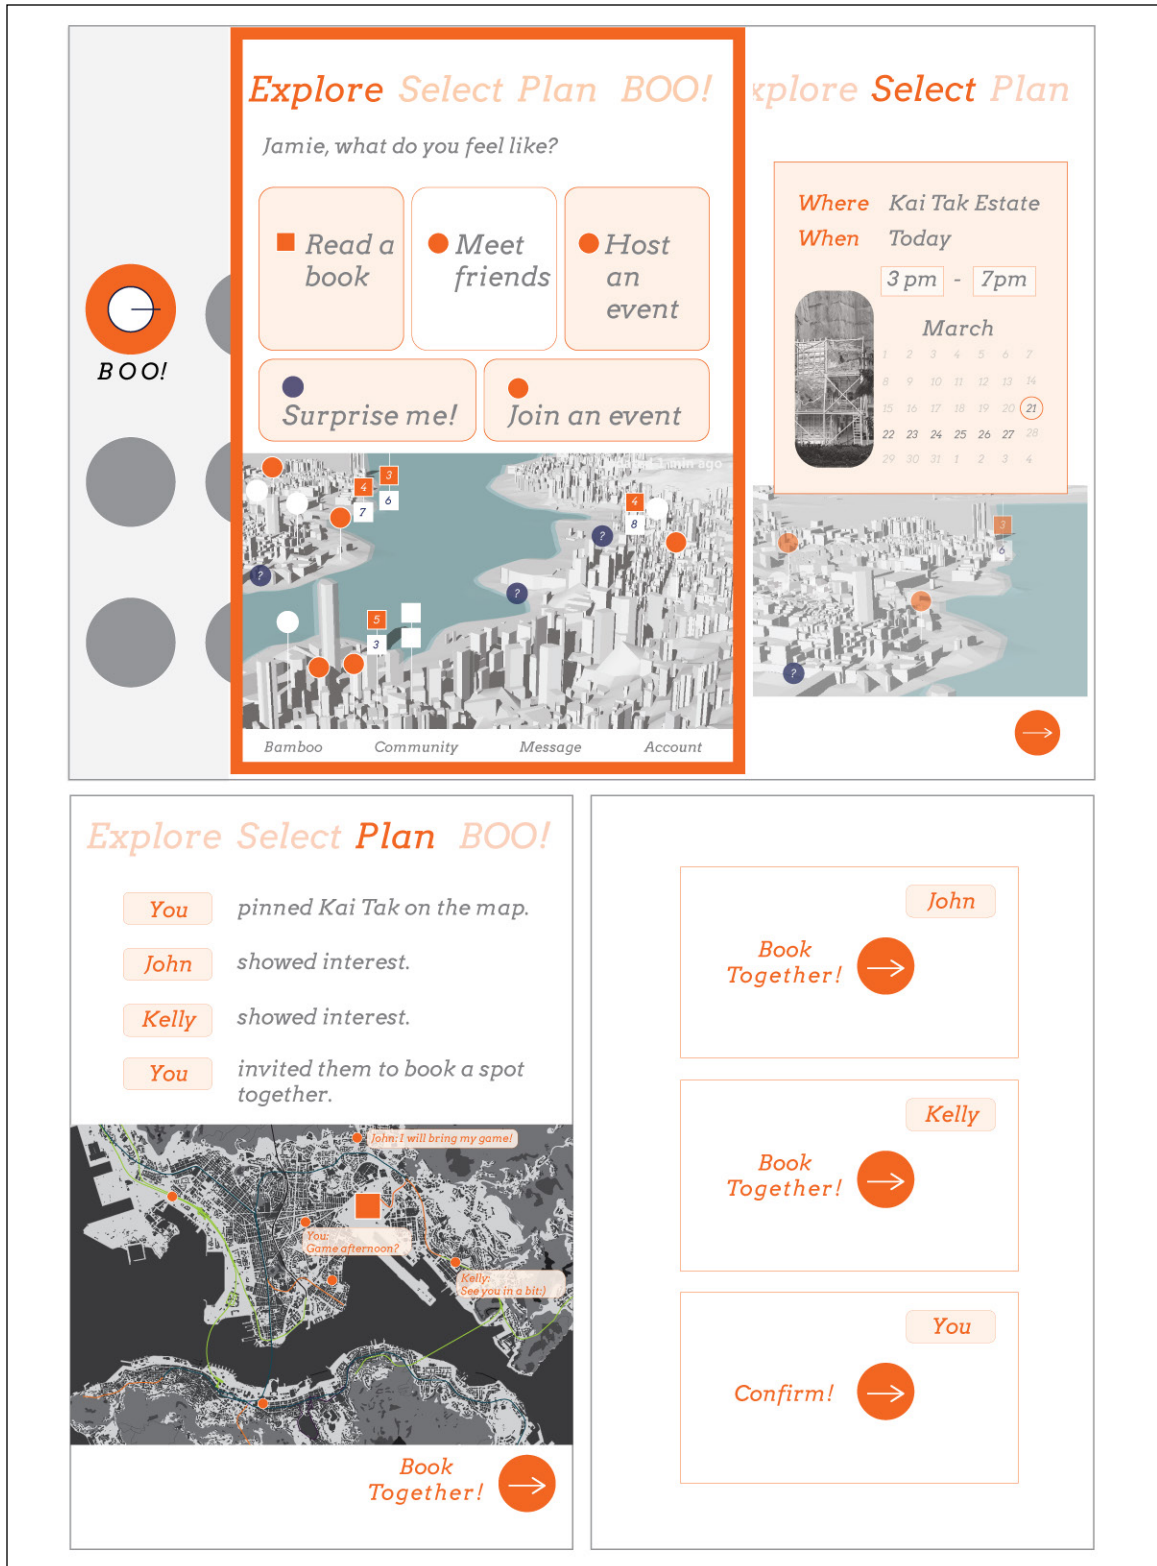 Explore Select Plan BOO!
Jamie, what do you feel like?
Read a
book
Meet
friends
Host
an
event
Surprise me!
Join an event
BOO!
1 min ago
3
4
6
7
4
8
?
?
?
5
3
Bamboo Community Message Account
xplore Select Plan
Where Kai Tak Estate
When Today
3 pm - 7pm
March
1 2 3 4 5 6 7
8 9 10 11 12 13 14
15 16 17 18 19 20 21
22 23 24 25 26 27 28
29 30 31 1 2 3 4
3
6
?
Explore Select Plan BOO!
You pinned Kai Tak on the map.
John showed interest.
Kelly showed interest.
You invited them to book a spot
together.
John: I will bring my game!
You:
Game afternoon?
Kelly:
See you in a bit:)
Book
Together!
John
Book
Together!
Kelly
Book
Together!
You
Confirm!